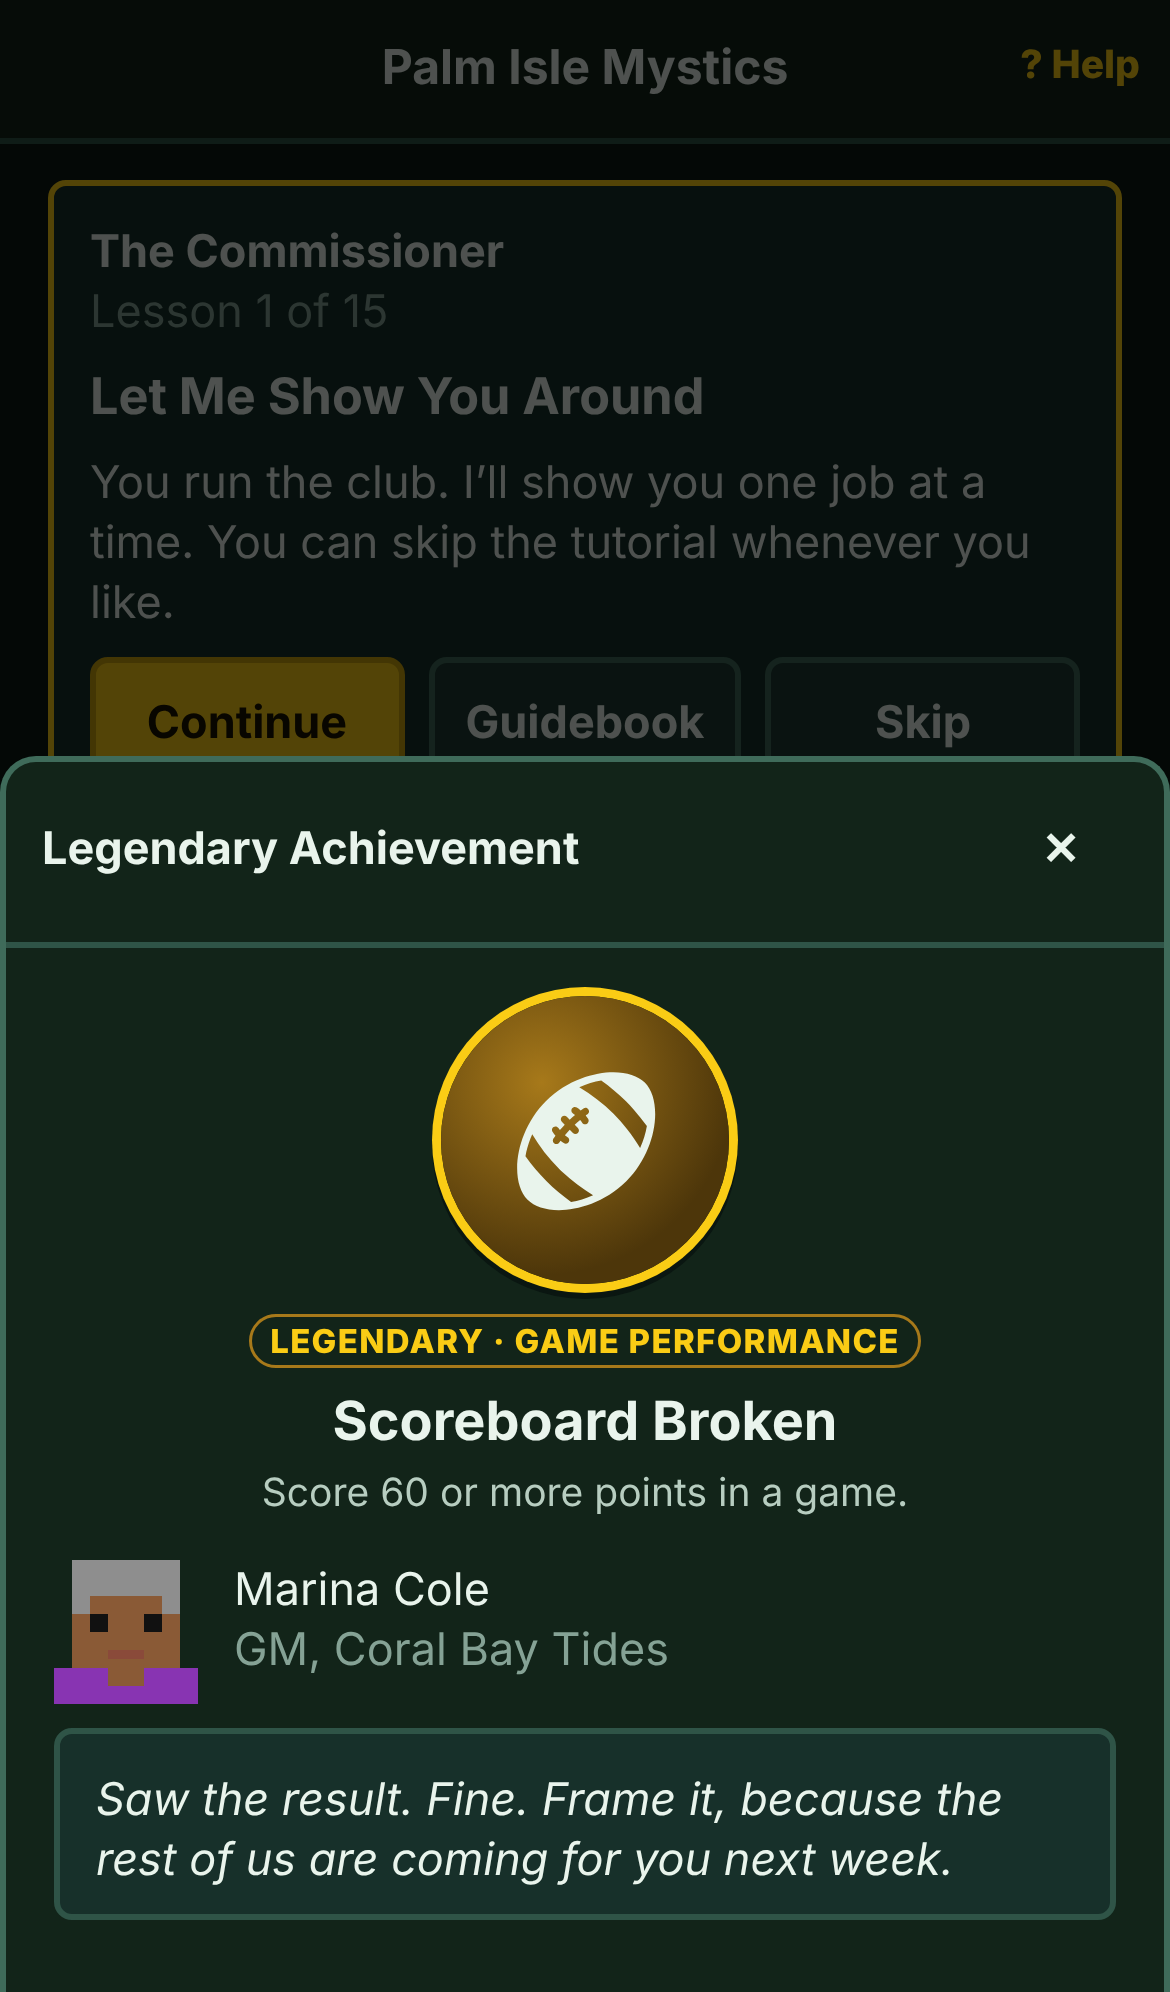 Palm Isle Mystics
? Help
The Commissioner
Lesson 1 of 15
Let Me Show You Around
You run the club. I’ll show you one job at a
time. You can skip the tutorial whenever you
like.
Continue
Guidebook
Skip
Legendary Achievement
✕
LEGENDARY · GAME PERFORMANCE
Scoreboard Broken
Score 60 or more points in a game.
Marina Cole
GM, Coral Bay Tides
Saw the result. Fine. Frame it, because the
rest of us are coming for you next week.